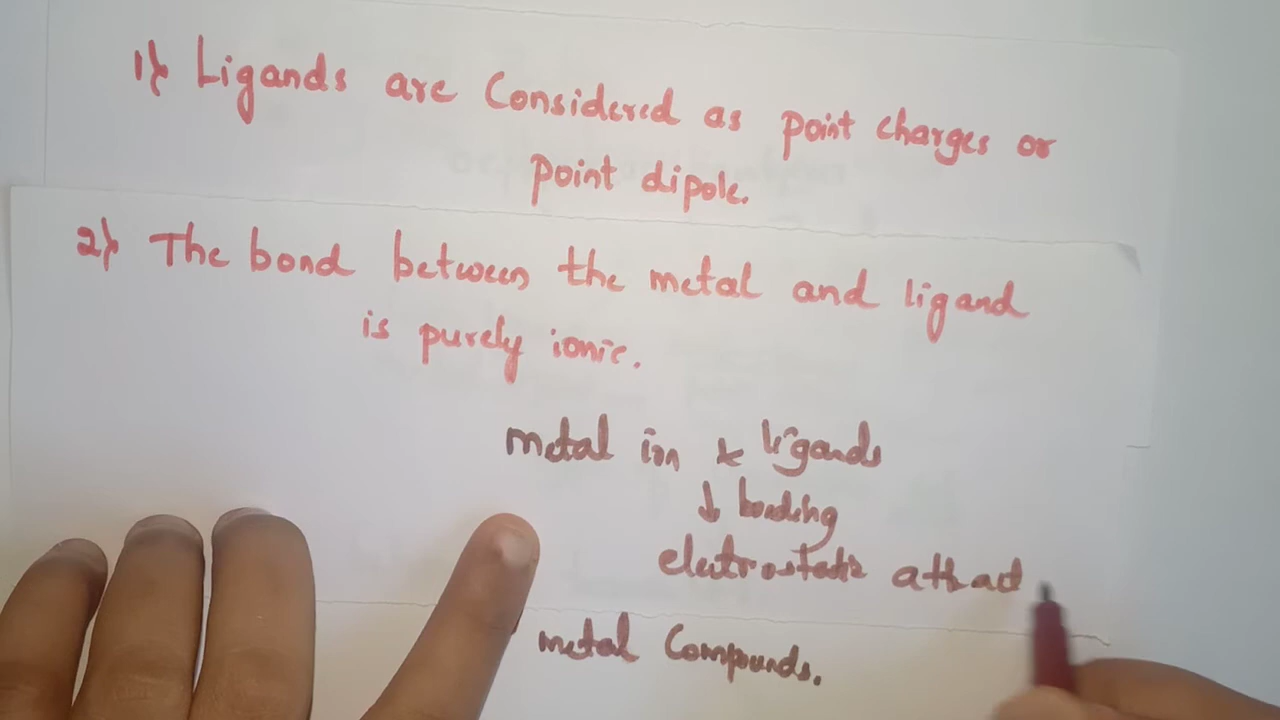 1} Ligands are Considered as point charges or
point dipole.
2} The bond between the metal and ligand
is purely ionic.
metal ion & ligands
↓ bonding
electrostatic attract
metal Compounds.